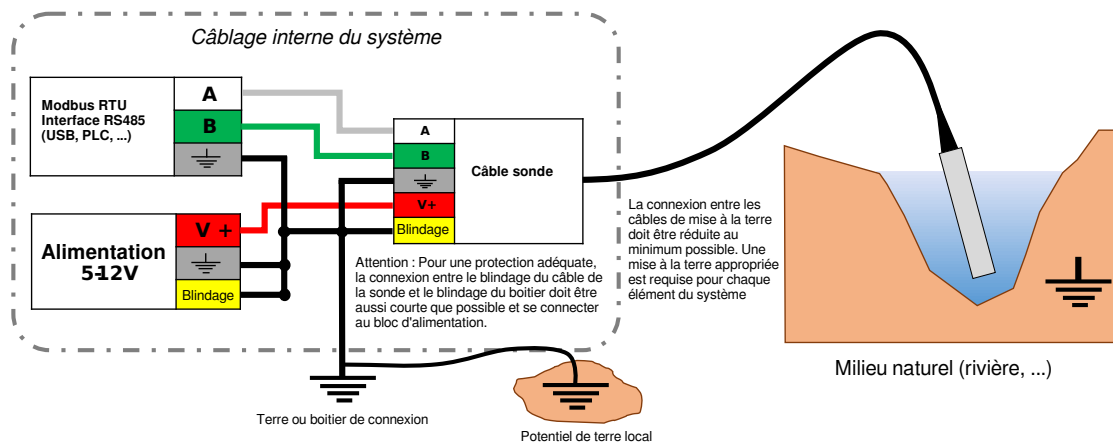 Câblage interne du système
Modbus RTU
Interface RS485
(USB, PLC, ...)
A
B
A
B
V+
Blindage
Câble sonde
Alimentation
5-12V
V +
Blindage
Attention : Pour une protection adéquate,
la connexion entre le blindage du câble de
la sonde et le blindage du boitier doit être
aussi courte que possible et se connecter
au bloc d'alimentation.
La connexion entre les
câbles de mise à la terre
doit être réduite au
minimum possible. Une
mise à la terre appropriée
est requise pour chaque
élément du système
Milieu naturel (rivière, ...)
Terre ou boitier de connexion
Potentiel de terre local